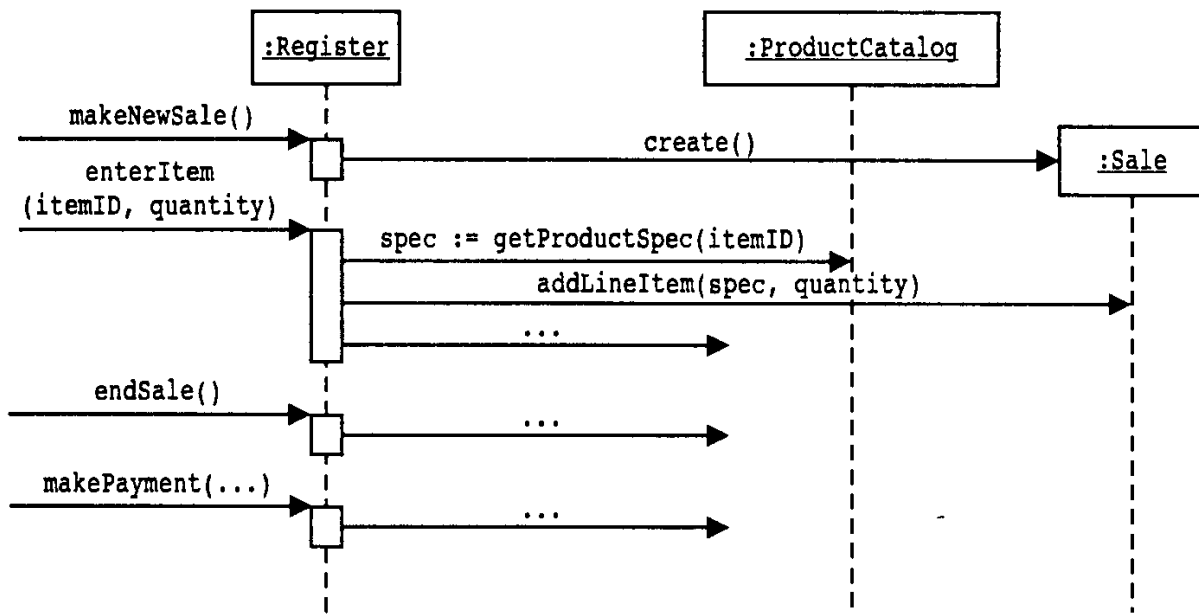 :Register
:ProductCatalog
makeNewSale()
create()
:Sale
enterItem
(itemID, quantity)
spec := getProductSpec(itemID)
addLineItem(spec, quantity)
...
endSale()
...
makePayment(...)
...